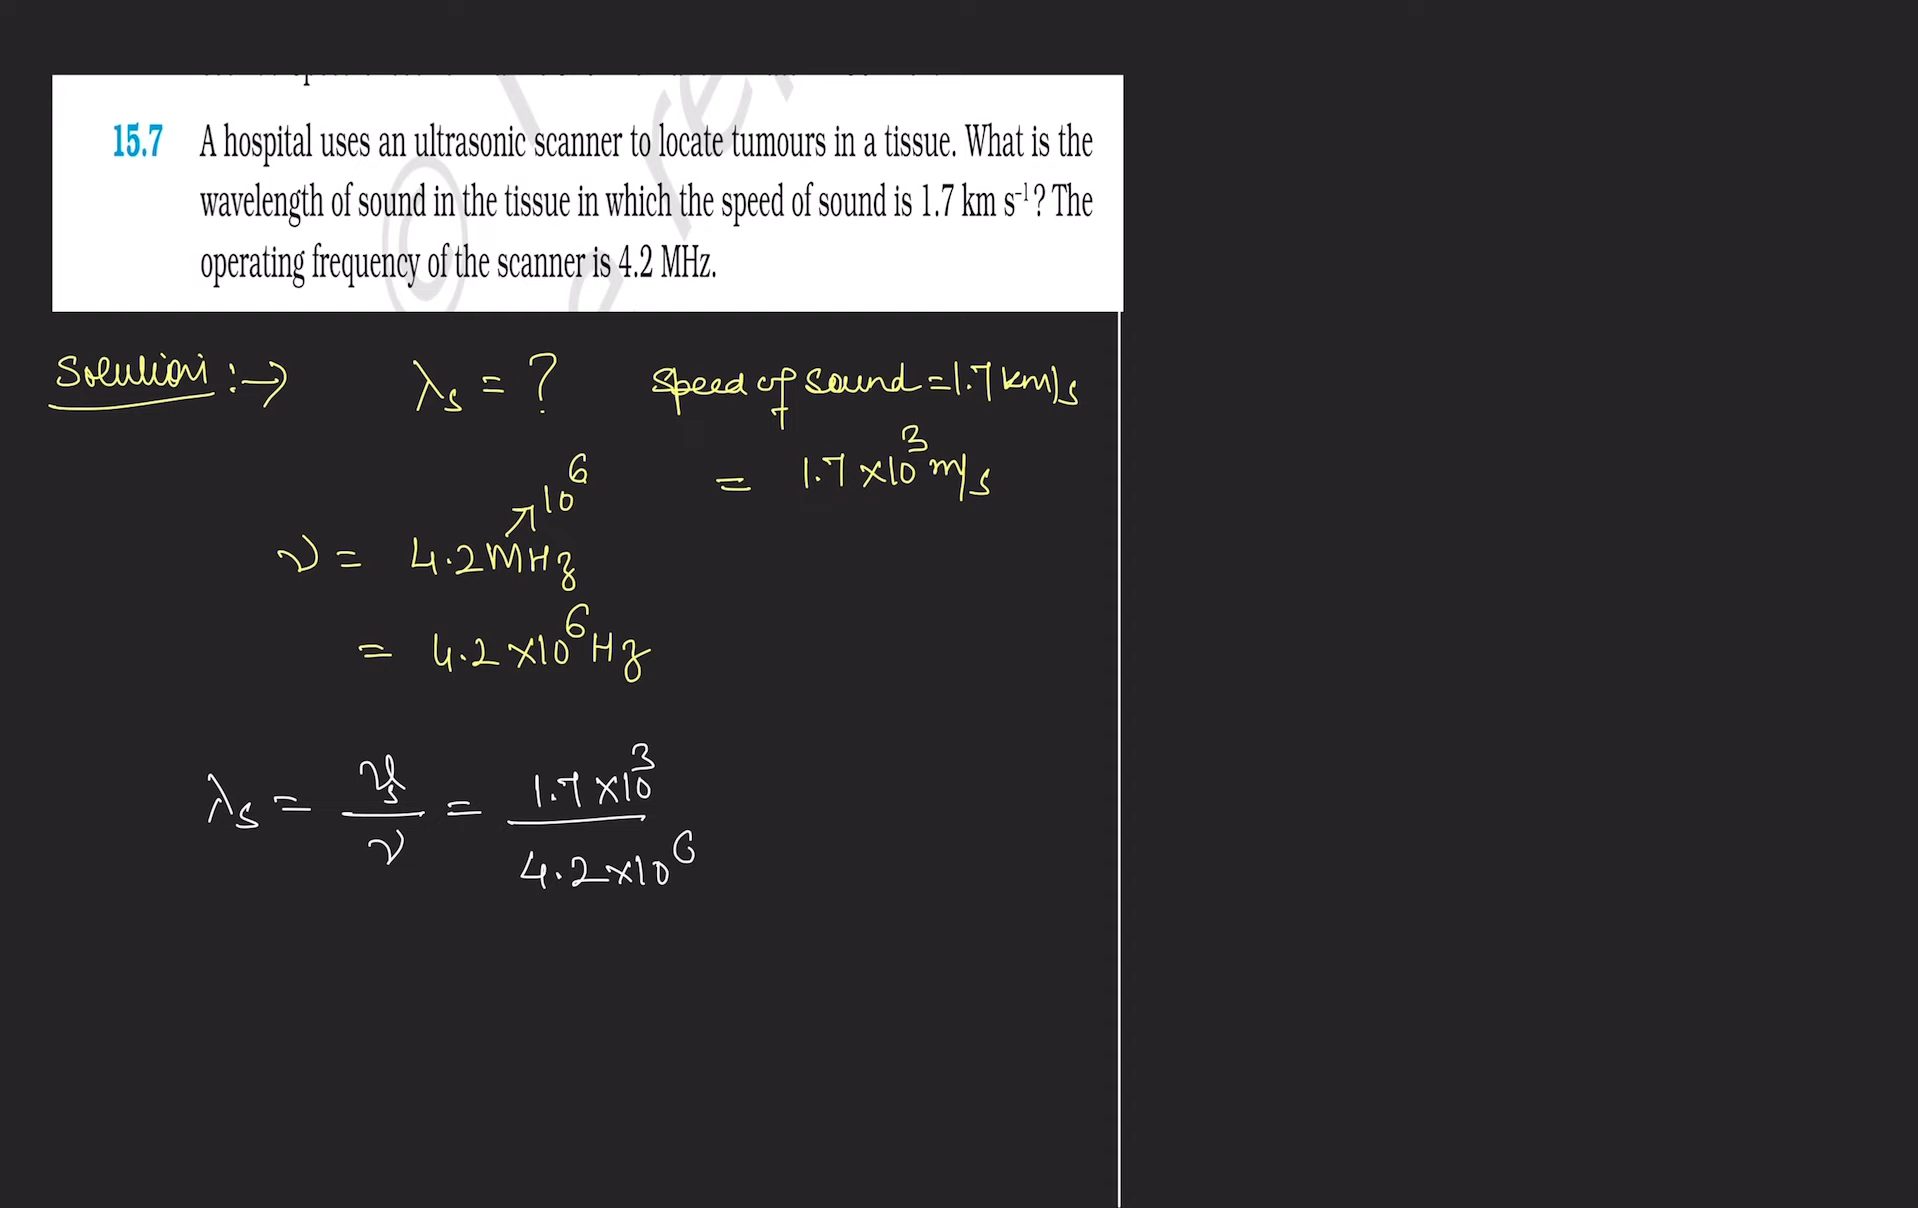 15.7 A hospital uses an ultrasonic scanner to locate tumours in a tissue. What is the
wavelength of sound in the tissue in which the speed of sound is 1.7 km s⁻¹? The
operating frequency of the scanner is 4.2 MHz.
Solution :→ λₛ = ? Speed of sound = 1.7 km/s
= 1.7 × 10³ m/s
10⁶
ν = 4.2 MHz
= 4.2 × 10⁶ Hz
λₛ = vₛ/ν = 1.7 × 10³ / 4.2 × 10⁶